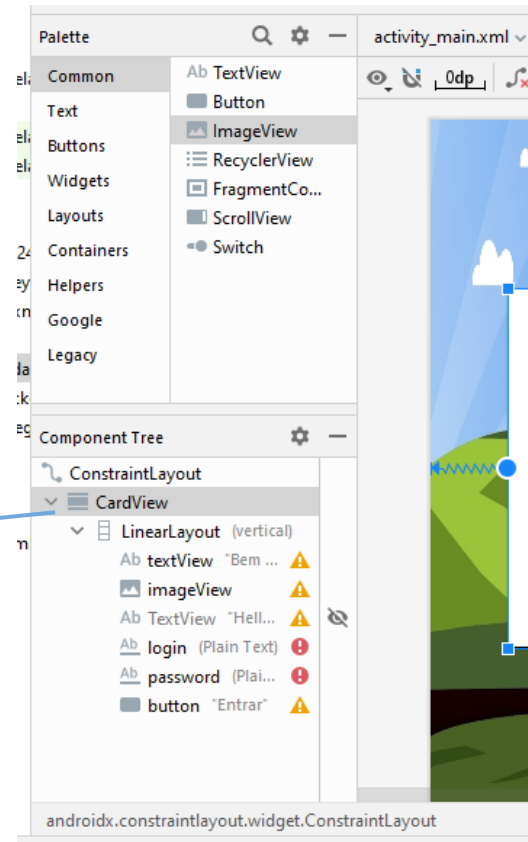 Palette
activity_main.xml
Common
Text
Buttons
Widgets
Layouts
Containers
Helpers
Google
Legacy
Ab TextView
Button
ImageView
RecyclerView
FragmentCo...
ScrollView
Switch
0dp
Component Tree
ConstraintLayout
CardView
LinearLayout (vertical)
Ab textView "Bem ...
imageView
Ab TextView "Hell...
Ab login (Plain Text)
Ab password (Plai...
button "Entrar"
androidx.constraintlayout.widget.ConstraintLayout